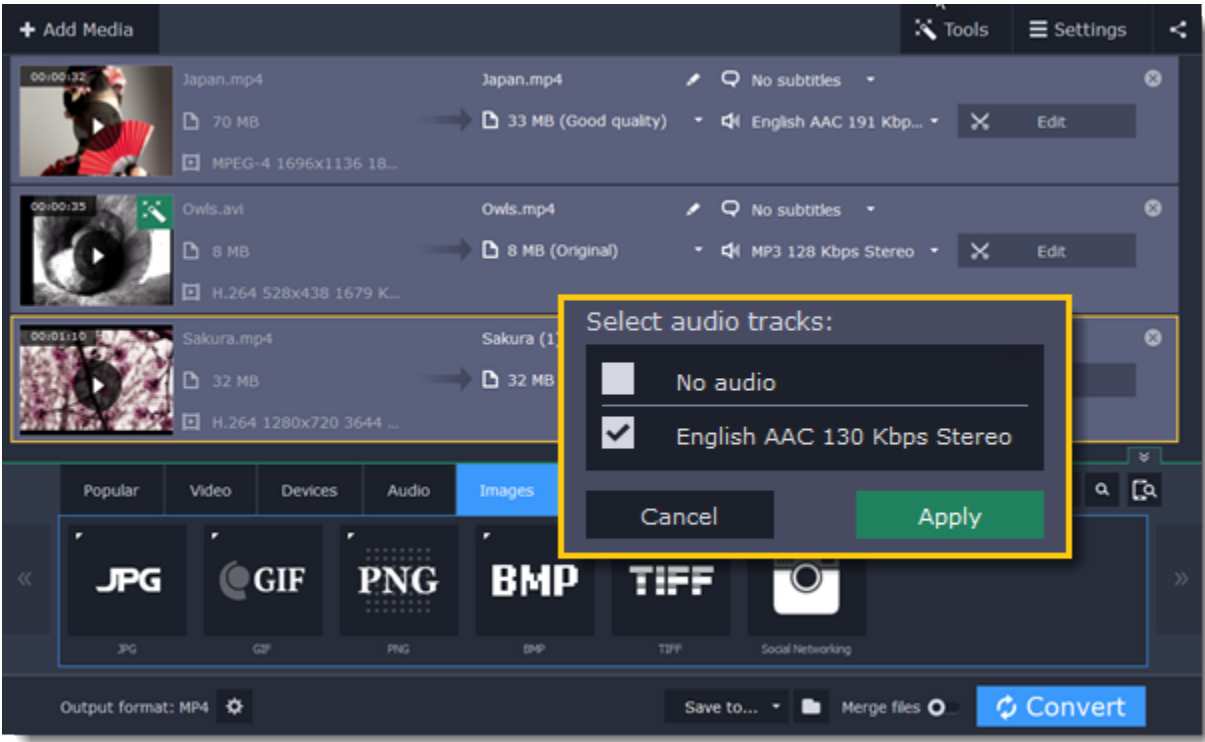 Add Media
Tools
Settings
00:00:32
Japan.mp4
Japan.mp4
No subtitles
70 MB
33 MB (Good quality)
English AAC 191 Kbp...
Edit
MPEG-4 1696x1136 18...
00:00:35
Owls.avi
Owls.mp4
No subtitles
8 MB
8 MB (Original)
MP3 128 Kbps Stereo
Edit
H.264 528x438 1679 K...
00:01:10
Sakura.mp4
Sakura (1)
32 MB
32 MB
H.264 1280x720 3644 ...
Select audio tracks:
No audio
English AAC 130 Kbps Stereo
Cancel
Apply
Popular
Video
Devices
Audio
Images
JPG
GIF
PNG
BMP
TIFF
JPG
GIF
PNG
BMP
TIFF
Social Networking
Output format: MP4
Save to...
Merge files
Convert